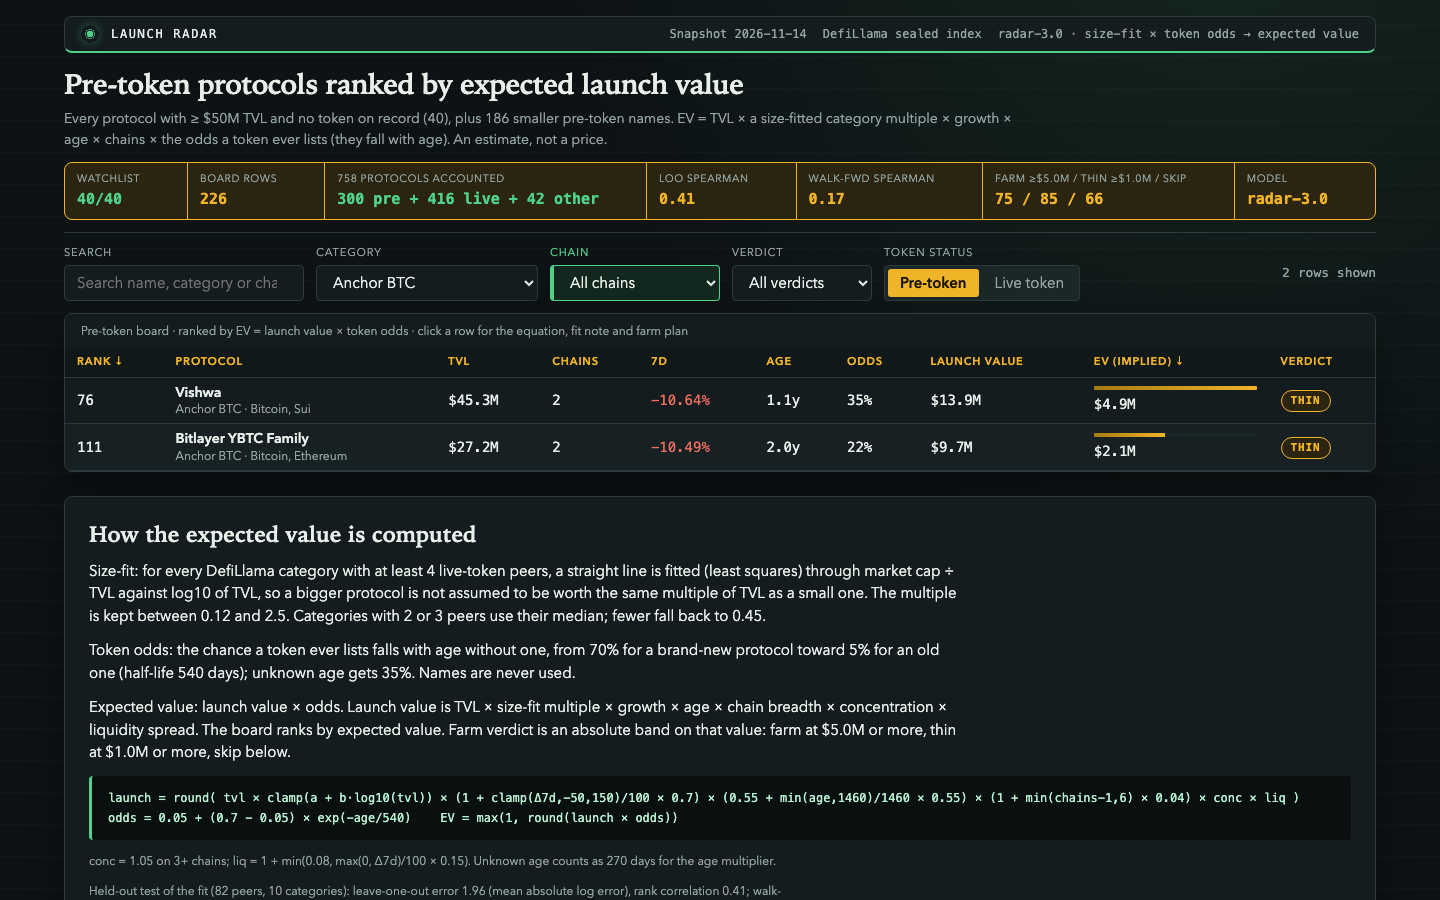 LAUNCH RADAR
Snapshot 2026-11-14 DefiLlama sealed index radar-3.0 · size-fit × token odds → expected value
Pre-token protocols ranked by expected launch value
Every protocol with ≥ $50M TVL and no token on record (40), plus 186 smaller pre-token names. EV = TVL × a size-fitted category multiple × growth ×
age × chains × the odds a token ever lists (they fall with age). An estimate, not a price.
WATCHLIST BOARD ROWS 758 PROTOCOLS ACCOUNTED LOO SPEARMAN WALK-FWD SPEARMAN FARM ≥$5.0M / THIN ≥$1.0M / SKIP MODEL
40/40 226 300 pre + 416 live + 42 other 0.41 0.17 75 / 85 / 66 radar-3.0
SEARCH CATEGORY CHAIN VERDICT TOKEN STATUS
Search name, category or cha Anchor BTC All chains All verdicts Pre-token Live token 2 rows shown
Pre-token board · ranked by EV = launch value × token odds · click a row for the equation, fit note and farm plan
RANK ↓ PROTOCOL TVL CHAINS 7D AGE ODDS LAUNCH VALUE EV (IMPLIED) ↓ VERDICT
76 Vishwa $45.3M 2 −10.64% 1.1y 35% $13.9M $4.9M THIN
Anchor BTC · Bitcoin, Sui
111 Bitlayer YBTC Family $27.2M 2 −10.49% 2.0y 22% $9.7M $2.1M THIN
Anchor BTC · Bitcoin, Ethereum
How the expected value is computed
Size-fit: for every DefiLlama category with at least 4 live-token peers, a straight line is fitted (least squares) through market cap ÷
TVL against log10 of TVL, so a bigger protocol is not assumed to be worth the same multiple of TVL as a small one. The multiple
is kept between 0.12 and 2.5. Categories with 2 or 3 peers use their median; fewer fall back to 0.45.
Token odds: the chance a token ever lists falls with age without one, from 70% for a brand-new protocol toward 5% for an old
one (half-life 540 days); unknown age gets 35%. Names are never used.
Expected value: launch value × odds. Launch value is TVL × size-fit multiple × growth × age × chain breadth × concentration ×
liquidity spread. The board ranks by expected value. Farm verdict is an absolute band on that value: farm at $5.0M or more, thin
at $1.0M or more, skip below.
launch = round( tvl × clamp(a + b·log10(tvl)) × (1 + clamp(Δ7d,−50,150)/100 × 0.7) × (0.55 + min(age,1460)/1460 × 0.55) × (1 + min(chains−1,6) × 0.04) × conc × liq )
odds = 0.05 + (0.7 − 0.05) × exp(−age/540) EV = max(1, round(launch × odds))
conc = 1.05 on 3+ chains; liq = 1 + min(0.08, max(0, Δ7d)/100 × 0.15). Unknown age counts as 270 days for the age multiplier.
Held-out test of the fit (82 peers, 10 categories): leave-one-out error 1.96 (mean absolute log error), rank correlation 0.41; walk-